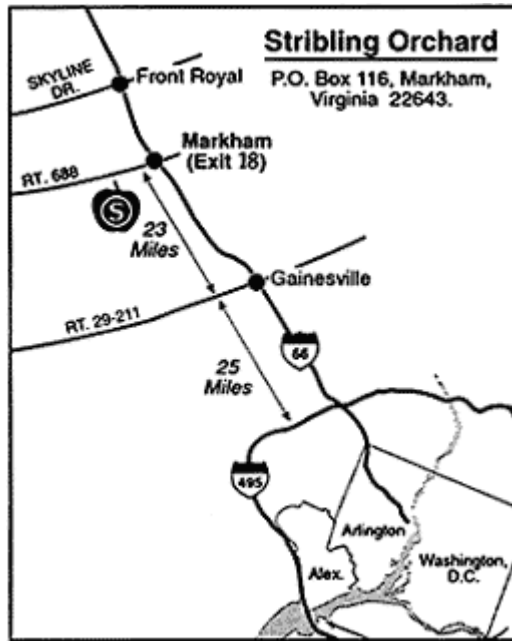 Stribling Orchard
P.O. Box 116, Markham,
Virginia 22643.
SKYLINE
DR.
Front Royal
Markham
(Exit 18)
RT. 688
S
23
Miles
Gainesville
RT. 29-211
66
25
Miles
495
Arlington
Alex.
Washington,
D.C.